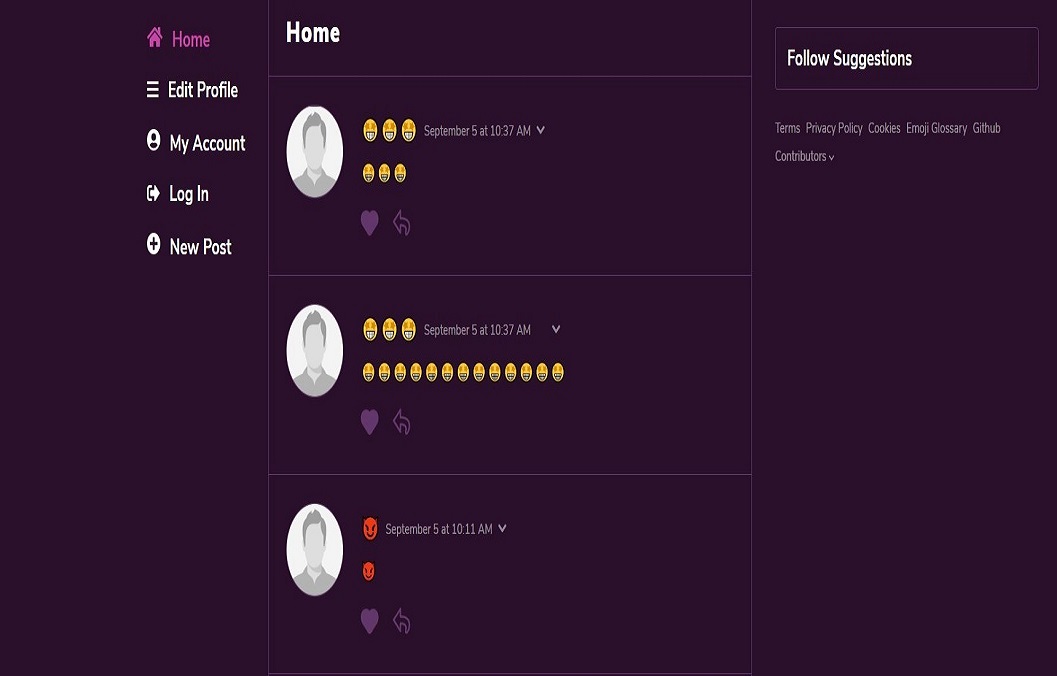 Home
Edit Profile
My Account
Log In
New Post
Home
🤩🤩🤩 September 5 at 10:37 AM
🤩🤩🤩
🤩🤩🤩 September 5 at 10:37 AM
🤩🤩🤩🤩🤩🤩🤩🤩🤩🤩🤩🤩🤩
😈 September 5 at 10:11 AM
😈
Follow Suggestions
Terms Privacy Policy Cookies Emoji Glossary Github
Contributors